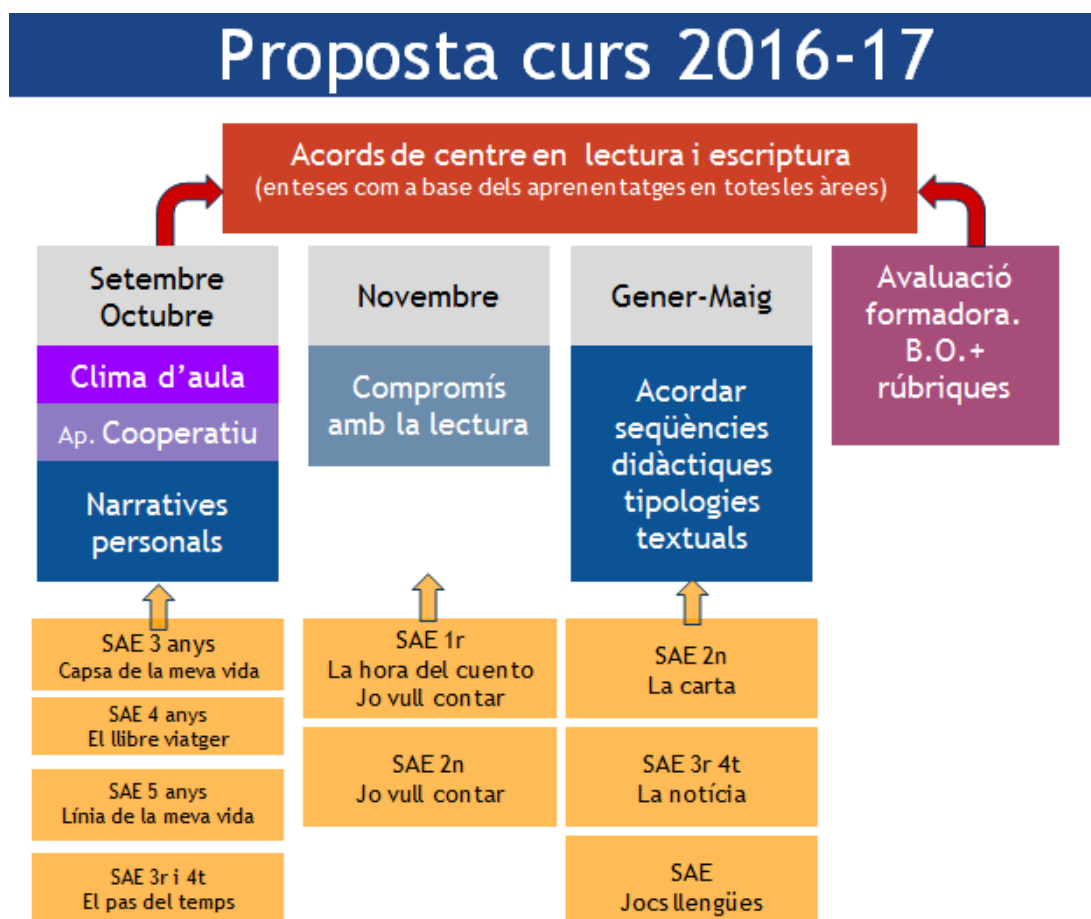 Proposta curs 2016-17
Acords de centre en lectura i escriptura
(enteses com a base dels aprenentatges en totes les àrees)
Setembre
Octubre
Clima d'aula
Ap. Cooperatiu
Narratives
personals
Novembre
Compromís
amb la lectura
Gener-Maig
Acordar
seqüències
didàctiques
tipologies
textuals
Avaluació
formadora.
B.O.+
rúbriques
SAE 3 anys
Capsa de la meva vida
SAE 4 anys
El llibre viatger
SAE 5 anys
Línia de la meva vida
SAE 3r i 4t
El pas del temps
SAE 1r
La hora del cuento
Jo vull contar
SAE 2n
Jo vull contar
SAE 2n
La carta
SAE 3r 4t
La notícia
SAE
Jocs llengües